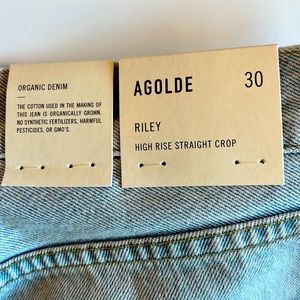 ORGANIC DENIM
THE COTTON USED IN THE MAKING OF
THIS JEAN IS ORGANICALLY GROWN.
NO SYNTHETIC FERTILIZERS, HARMFUL
PESTICIDES, OR GMO'S.
AGOLDE 30
RILEY
HIGH RISE STRAIGHT CROP